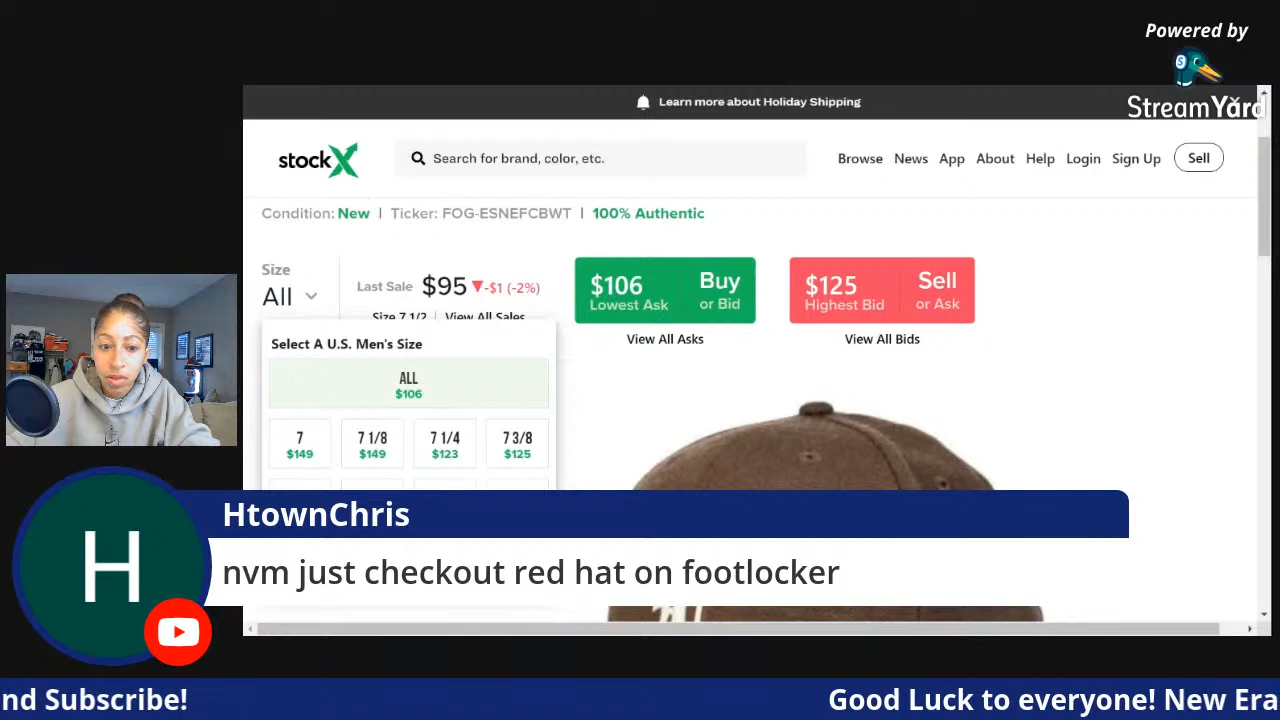 Powered by
StreamYard
Learn more about Holiday Shipping
stockX
Search for brand, color, etc.
Browse News App About Help Login Sign Up Sell
Condition: New | Ticker: FOG-ESNEFCBWT | 100% Authentic
Size
All
Last Sale $95 ▼-$1 (-2%)
Size 7 1/2 | View All Sales
$106 Buy
Lowest Ask or Bid
View All Asks
$125 Sell
Highest Bid or Ask
View All Bids
Select A U.S. Men's Size
ALL
$106
7 7 1/8 7 1/4 7 3/8
$149 $149 $123 $125
H
HtownChris
nvm just checkout red hat on footlocker
nd Subscribe!
Good Luck to everyone! New Era